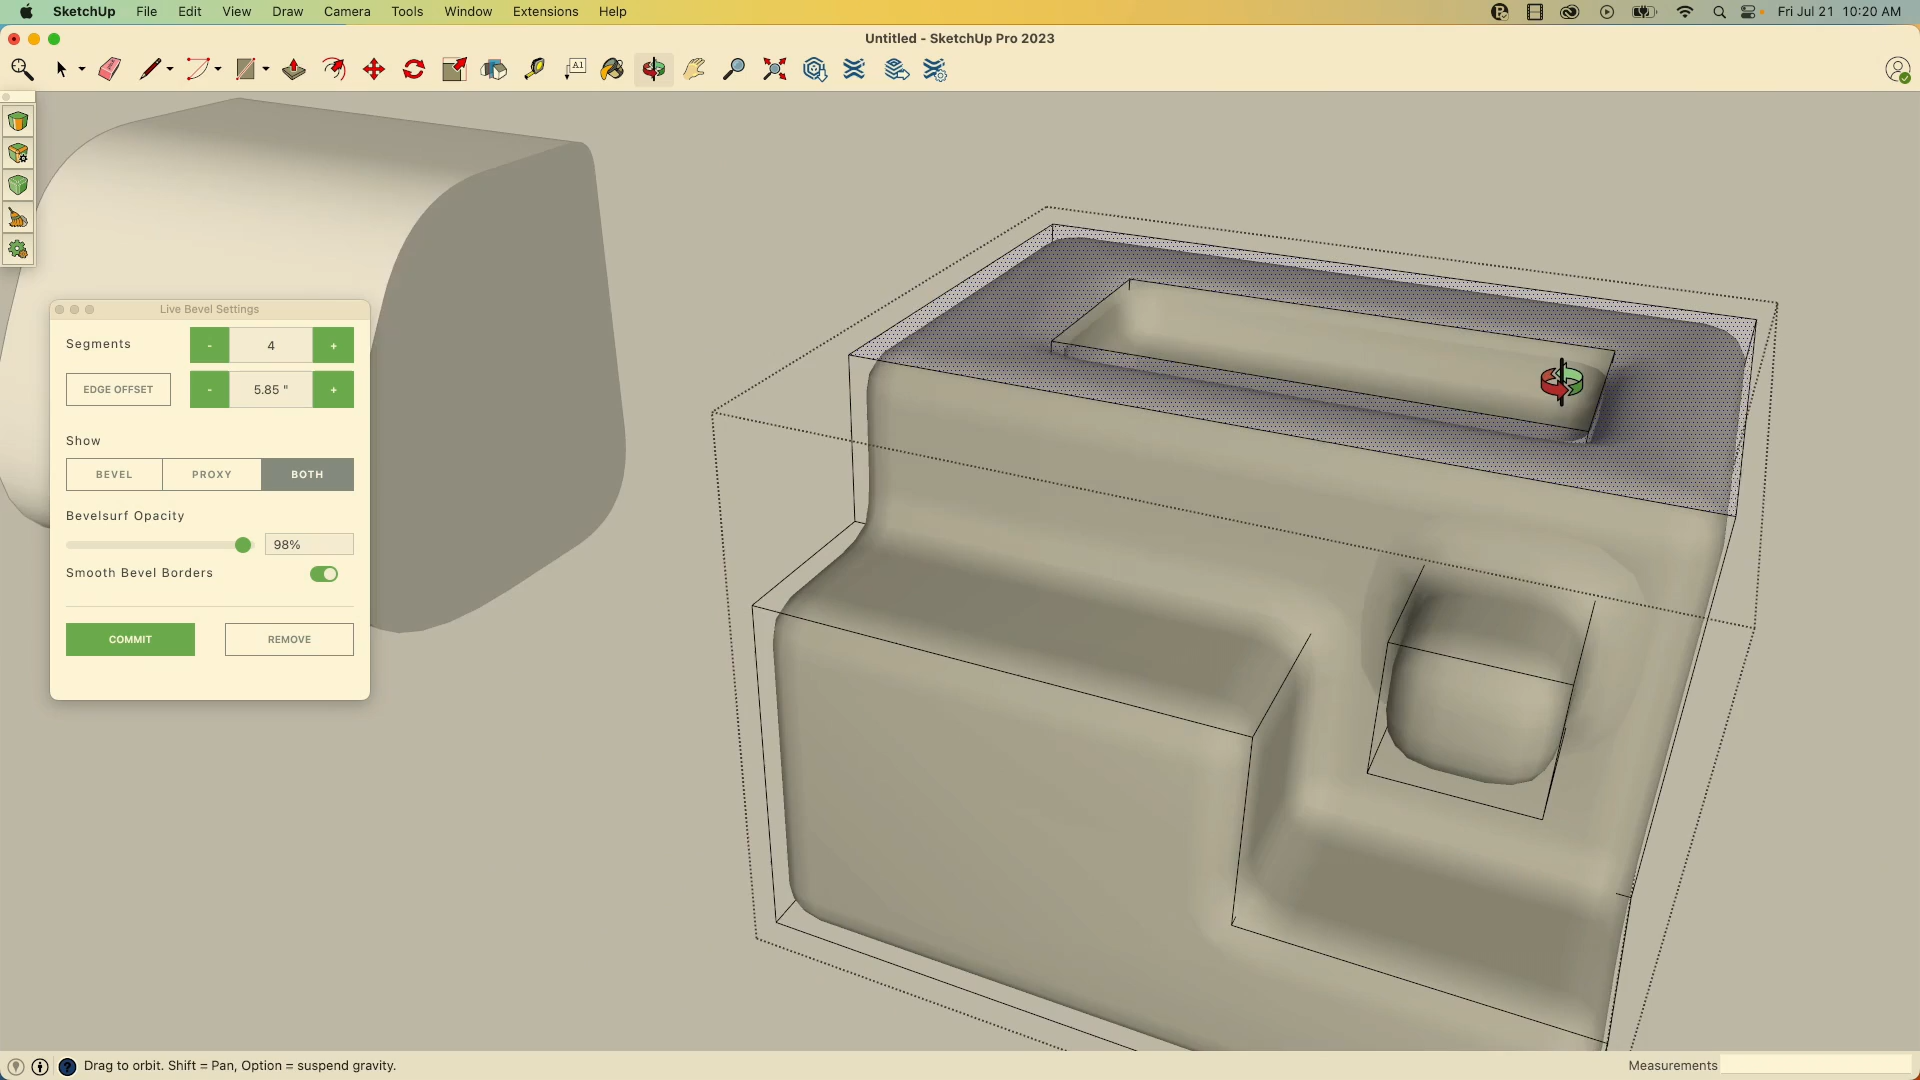 SketchUp File Edit View Draw Camera Tools Window Extensions Help Fri Jul 21 10:20 AM
Untitled - SketchUp Pro 2023
A1
Live Bevel Settings
Segments - 4 +
EDGE OFFSET - 5.85 " +
Show
BEVEL PROXY BOTH
Bevelsurf Opacity
98%
Smooth Bevel Borders
COMMIT REMOVE
Drag to orbit. Shift = Pan, Option = suspend gravity. Measurements